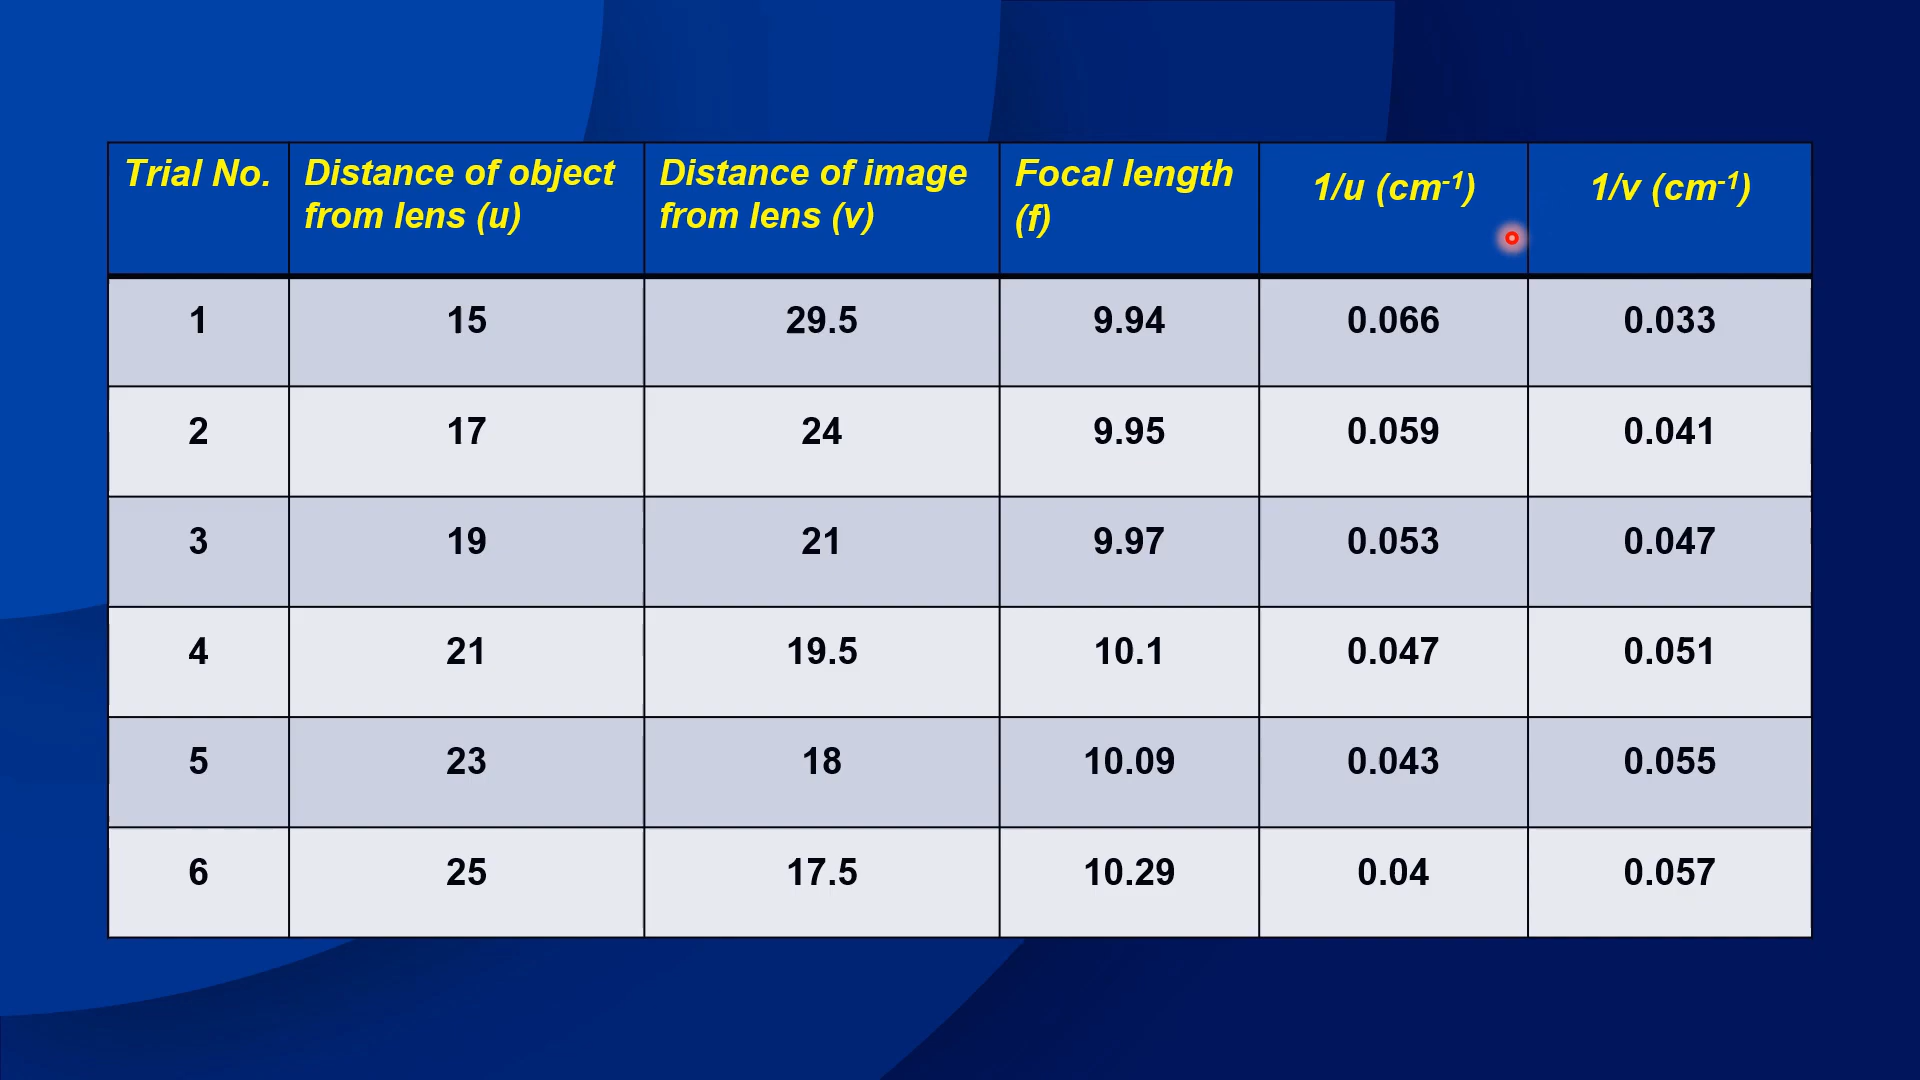 Trial No. Distance of object from lens (u) Distance of image from lens (v) Focal length (f) 1/u (cm⁻¹) 1/v (cm⁻¹)
1 15 29.5 9.94 0.066 0.033
2 17 24 9.95 0.059 0.041
3 19 21 9.97 0.053 0.047
4 21 19.5 10.1 0.047 0.051
5 23 18 10.09 0.043 0.055
6 25 17.5 10.29 0.04 0.057